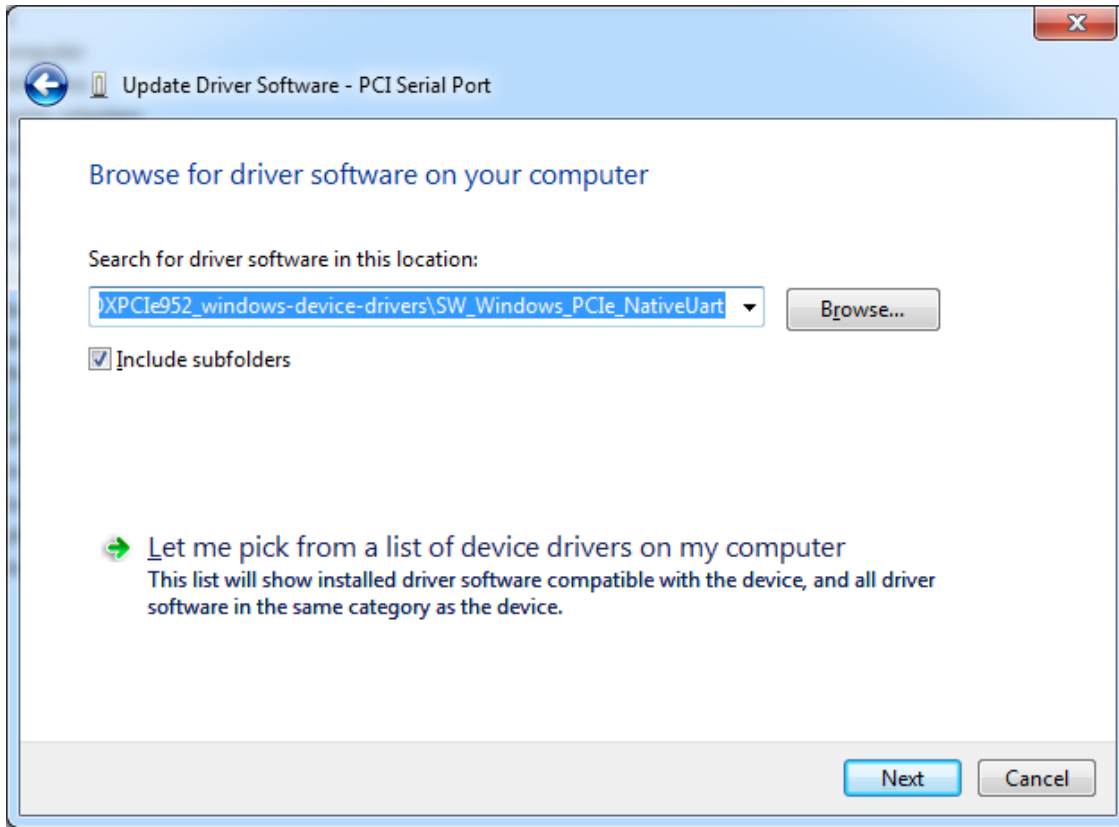 Update Driver Software - PCI Serial Port
Browse for driver software on your computer
Search for driver software in this location:
XPCIe952_windows-device-drivers\SW_Windows_PCIe_NativeUart
Browse...
Include subfolders
Let me pick from a list of device drivers on my computer
This list will show installed driver software compatible with the device, and all driver
software in the same category as the device.
Next
Cancel